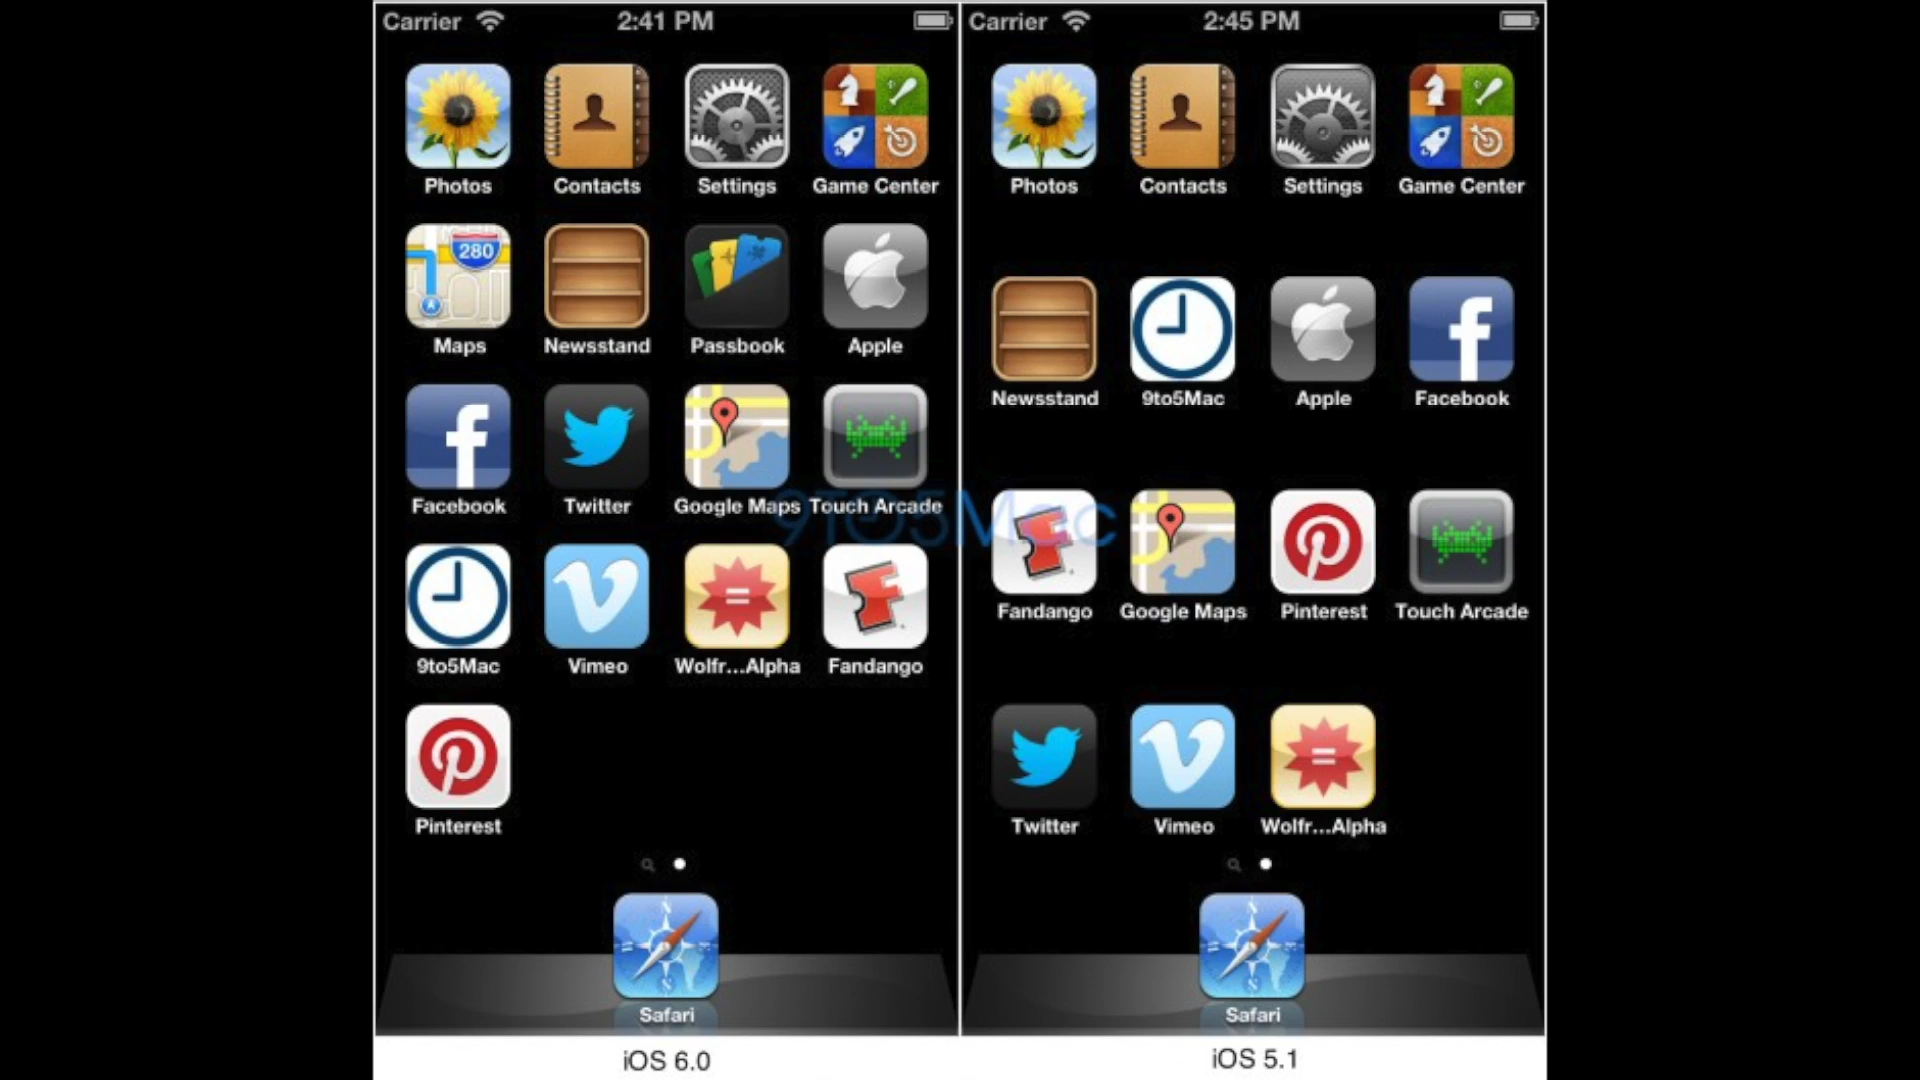 Carrier 2:41 PM
Photos Contacts Settings Game Center
280
Maps Newsstand Passbook Apple
Facebook Twitter Google Maps Touch Arcade
9to5Mac Vimeo Wolfr...Alpha Fandango
Pinterest
Safari
iOS 6.0
Carrier 2:45 PM
Photos Contacts Settings Game Center
Newsstand 9to5Mac Apple Facebook
Fandango Google Maps Pinterest Touch Arcade
Twitter Vimeo Wolfr...Alpha
Safari
iOS 5.1
9TO5Mac